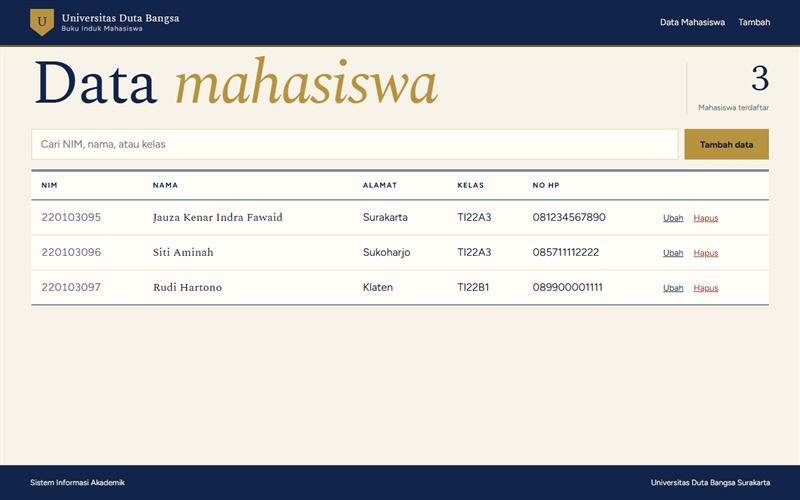 U
Universitas Duta Bangsa
Buku Induk Mahasiswa
Data Mahasiswa Tambah
Data mahasiswa
3
Mahasiswa terdaftar
Cari NIM, nama, atau kelas
Tambah data
NIM NAMA ALAMAT KELAS NO HP
220103095 Jauza Kenar Indra Fawaid Surakarta TI22A3 081234567890 Ubah Hapus
220103096 Siti Aminah Sukoharjo TI22A3 085711112222 Ubah Hapus
220103097 Rudi Hartono Klaten TI22B1 089900001111 Ubah Hapus
Sistem Informasi Akademik Universitas Duta Bangsa Surakarta